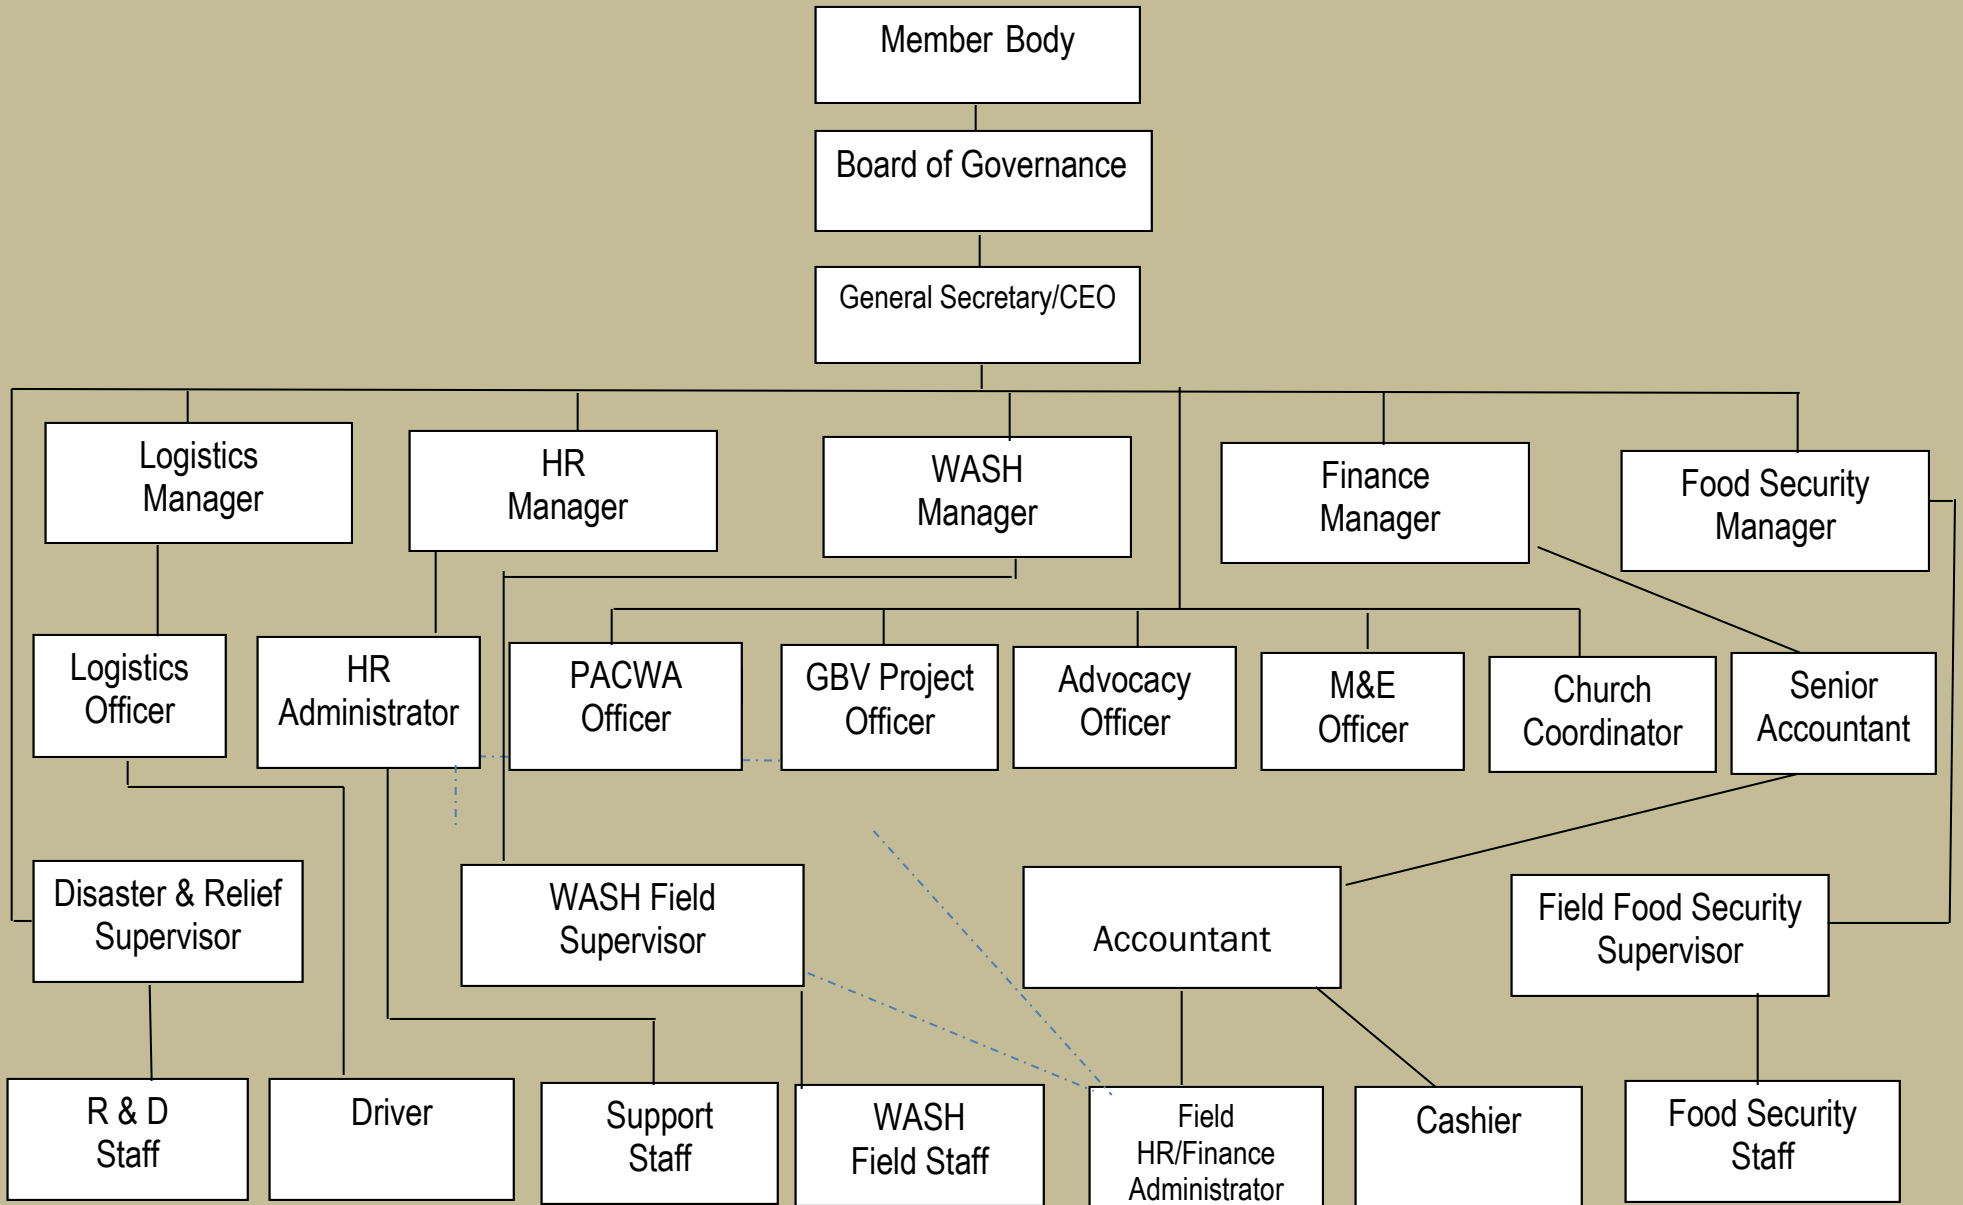 Member Body
Board of Governance
General Secretary/CEO
Logistics
Manager
HR
Manager
WASH
Manager
Finance
Manager
Food Security
Manager
Logistics
Officer
HR
Administrator
PACWA
Officer
GBV Project
Officer
Advocacy
Officer
M&E
Officer
Church
Coordinator
Senior
Accountant
Disaster & Relief
Supervisor
WASH Field
Supervisor
Accountant
Field Food Security
Supervisor
R & D
Staff
Driver
Support
Staff
WASH
Field Staff
Field
HR/Finance
Administrator
Cashier
Food Security
Staff